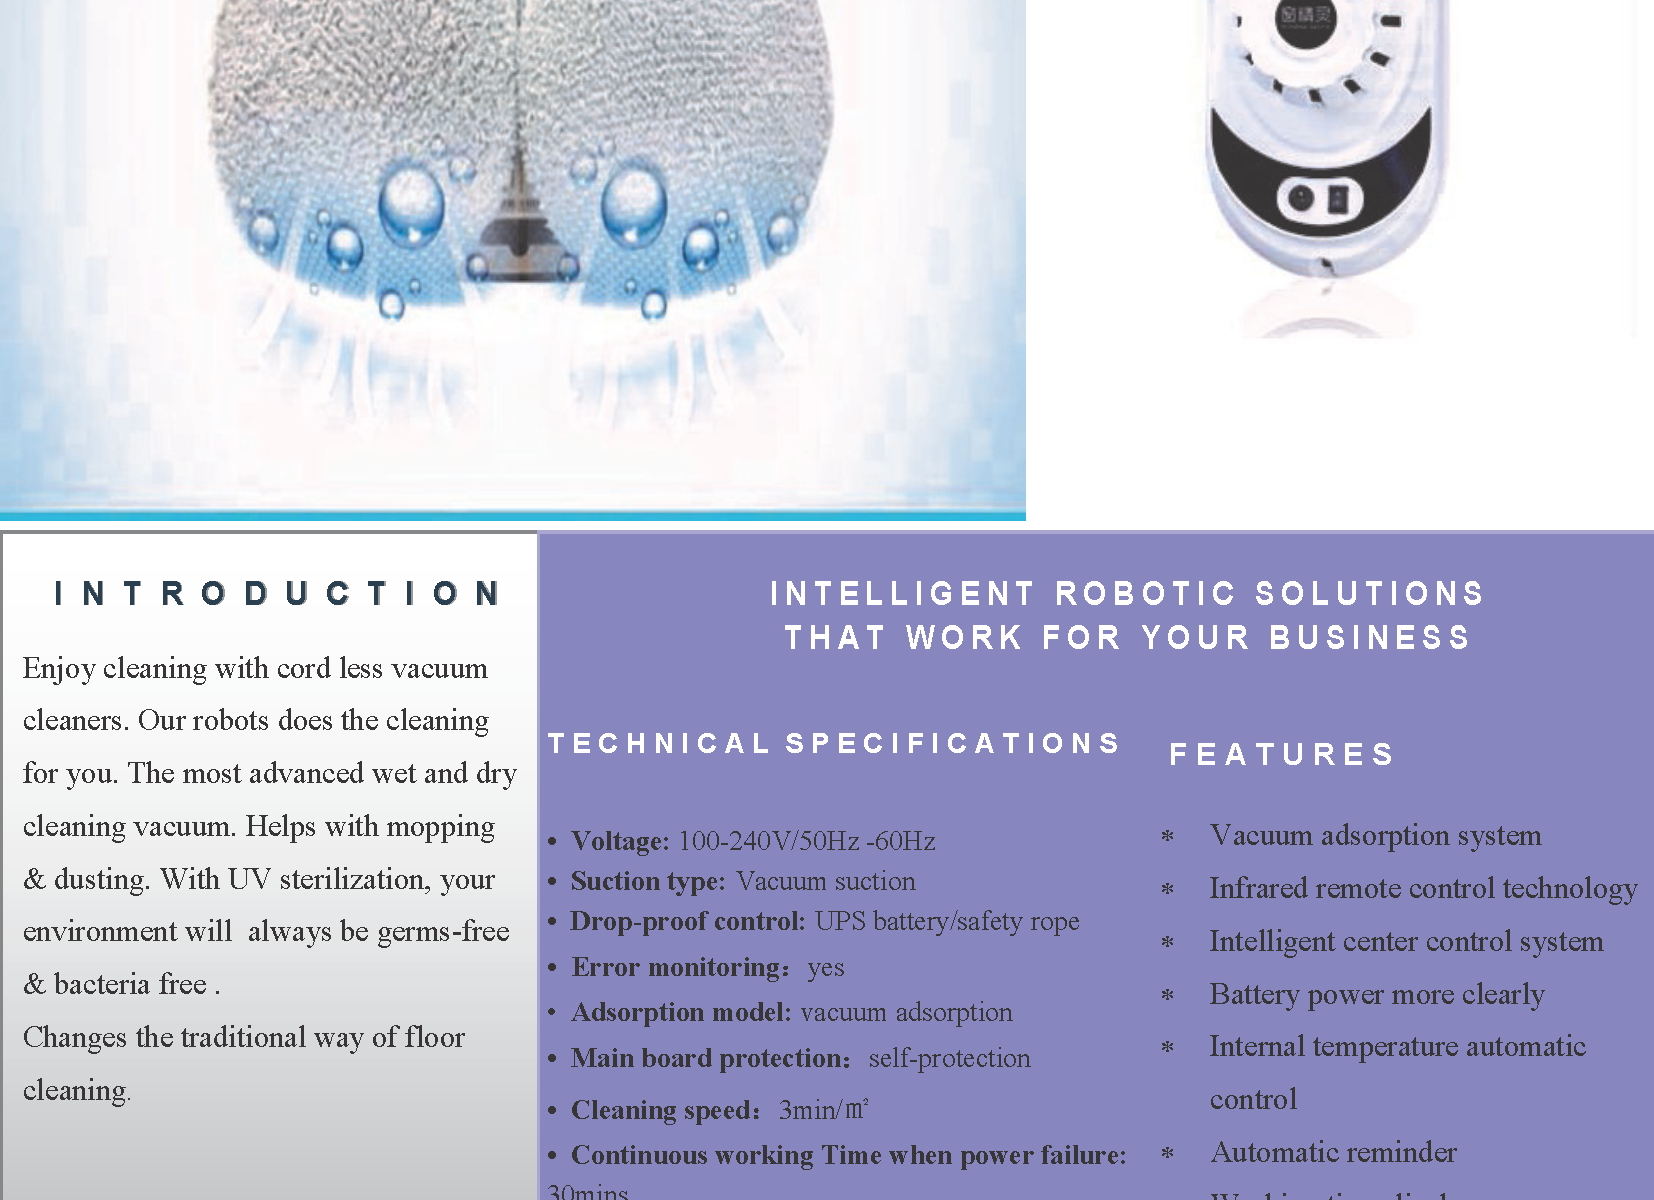 INTRODUCTION
Enjoy cleaning with cord less vacuum
cleaners. Our robots does the cleaning
for you. The most advanced wet and dry
cleaning vacuum. Helps with mopping
& dusting. With UV sterilization, your
environment will  always be germs-free
& bacteria free .
Changes the traditional way of floor
cleaning.
INTELLIGENT ROBOTIC SOLUTIONS
THAT WORK FOR YOUR BUSINESS
TECHNICAL SPECIFICATIONS
• Voltage: 100-240V/50Hz -60Hz
• Suction type: Vacuum suction
• Drop-proof control: UPS battery/safety rope
• Error monitoring：yes
• Adsorption model: vacuum adsorption
• Main board protection：self-protection
• Cleaning speed：3min/㎡
• Continuous working Time when power failure:
30mins
FEATURES
* Vacuum adsorption system
* Infrared remote control technology
* Intelligent center control system
* Battery power more clearly
* Internal temperature automatic
control
* Automatic reminder